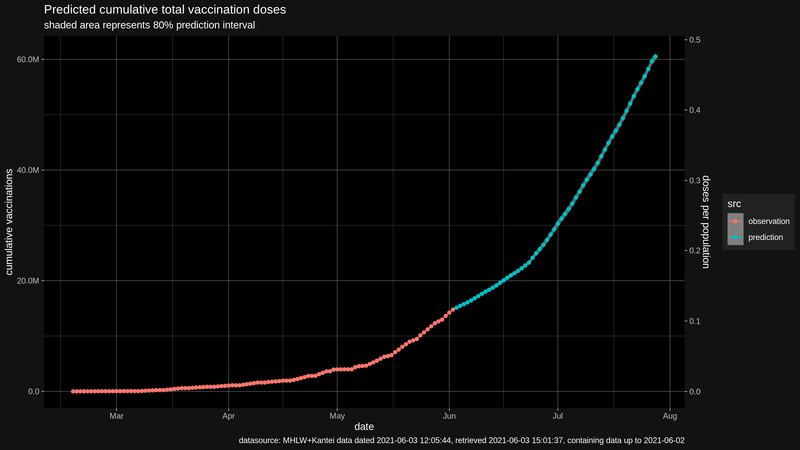 Predicted cumulative total vaccination doses
shaded area represents 80% prediction interval
60.0M
40.0M
20.0M
0.0
cumulative vaccinations
0.5
0.4
0.3
0.2
0.1
0.0
doses per population
src
observation
prediction
Mar
Apr
May
Jun
Jul
Aug
date
datasource: MHLW+Kantei data dated 2021-06-03 12:05:44, retrieved 2021-06-03 15:01:37, containing data up to 2021-06-02